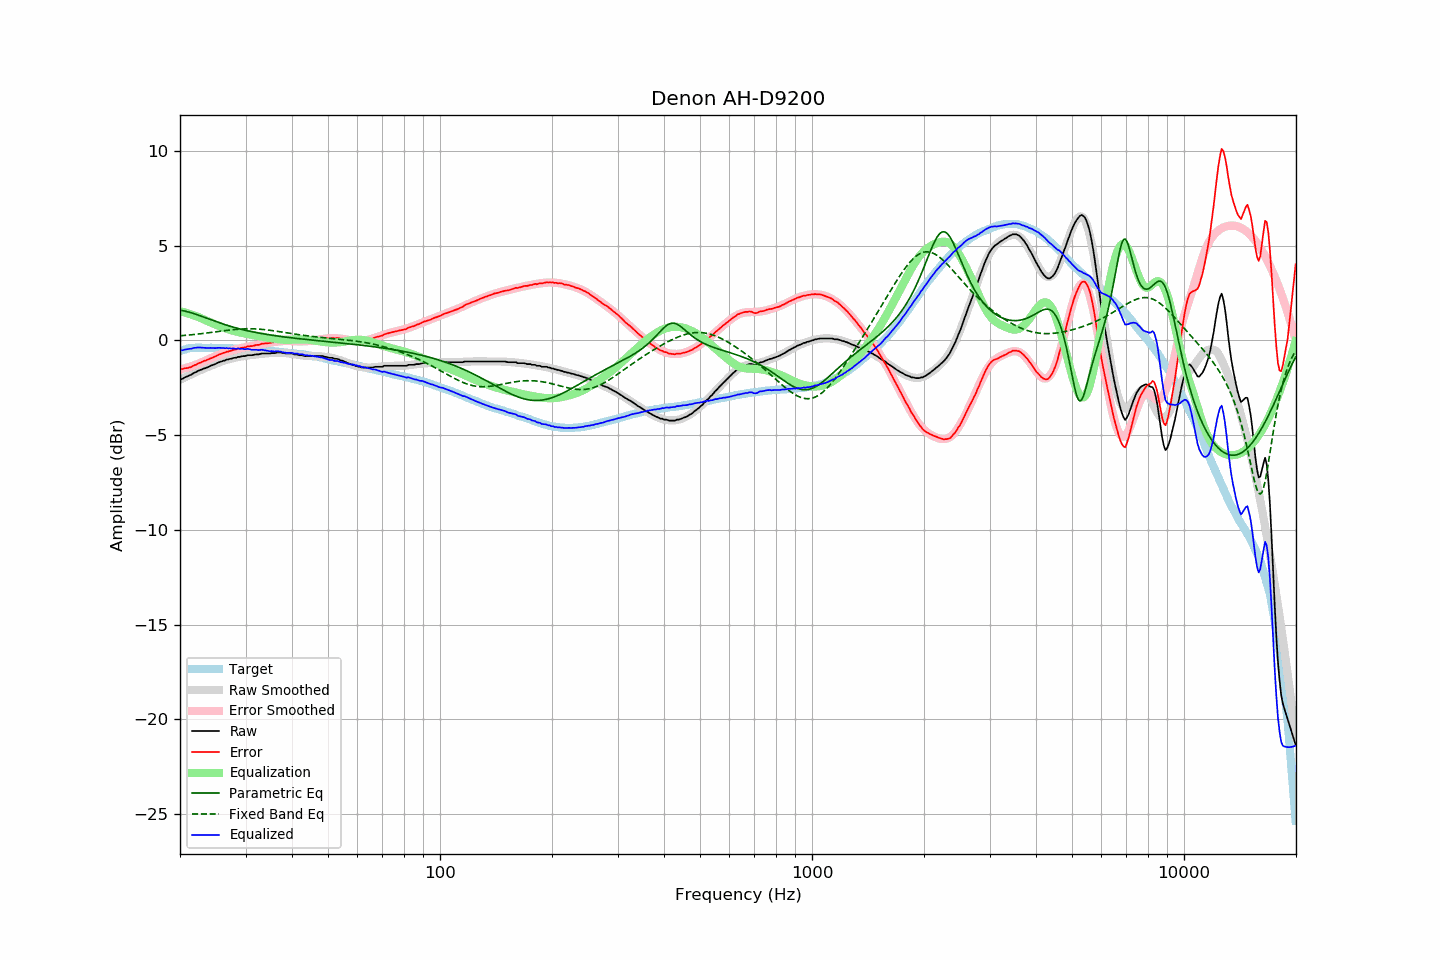 Denon AH-D9200
10
5
0
−5
−10
−15
−20
−25
Amplitude (dBr)
Target
Raw Smoothed
Error Smoothed
Raw
Error
Equalization
Parametric Eq
Fixed Band Eq
Equalized
100
1000
10000
Frequency (Hz)